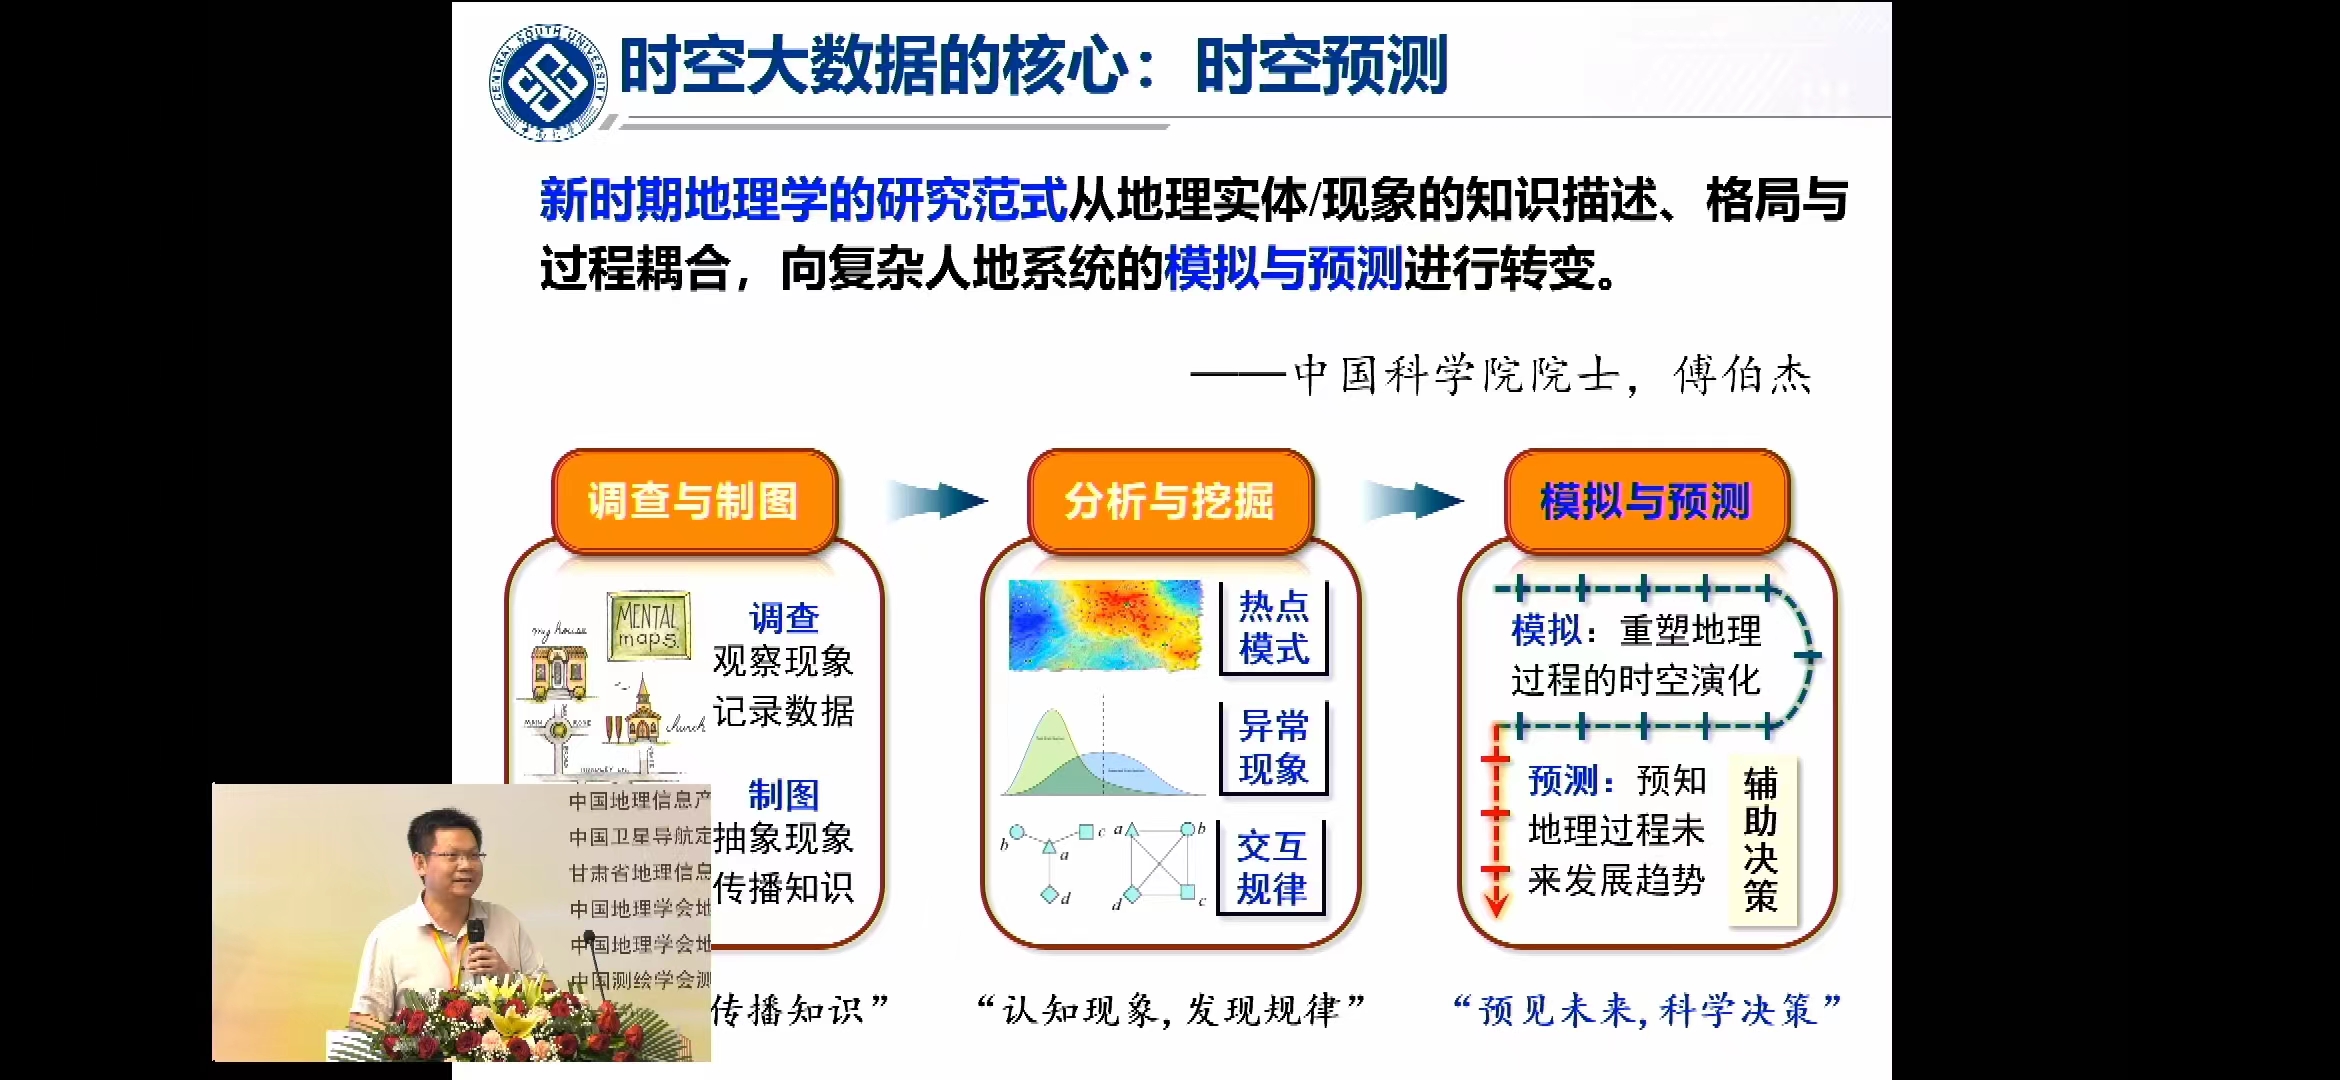 CENTRAL SOUTH UNIVERSITY
时空大数据的核心：时空预测
新时期地理学的研究范式从地理实体/现象的知识描述、格局与
过程耦合，向复杂人地系统的模拟与预测进行转变。
——中国科学院院士，傅伯杰
调查与制图
MENTAL
maps.
my house
church
MAIN
调查
观察现象
记录数据
制图
抽象现象
传播知识
传播知识”
分析与挖掘
热点
模式
异常
现象
b
c
a
d
a
b
d
c
交互
规律
“认知现象,发现规律”
模拟与预测
模拟：重塑地理
过程的时空演化
预测：预知
地理过程未
来发展趋势
辅助决策
“预见未来,科学决策”
中国地理信息产
中国卫星导航定
甘肃省地理信息
中国地理学会地
中国地理学会地
中国测绘学会测